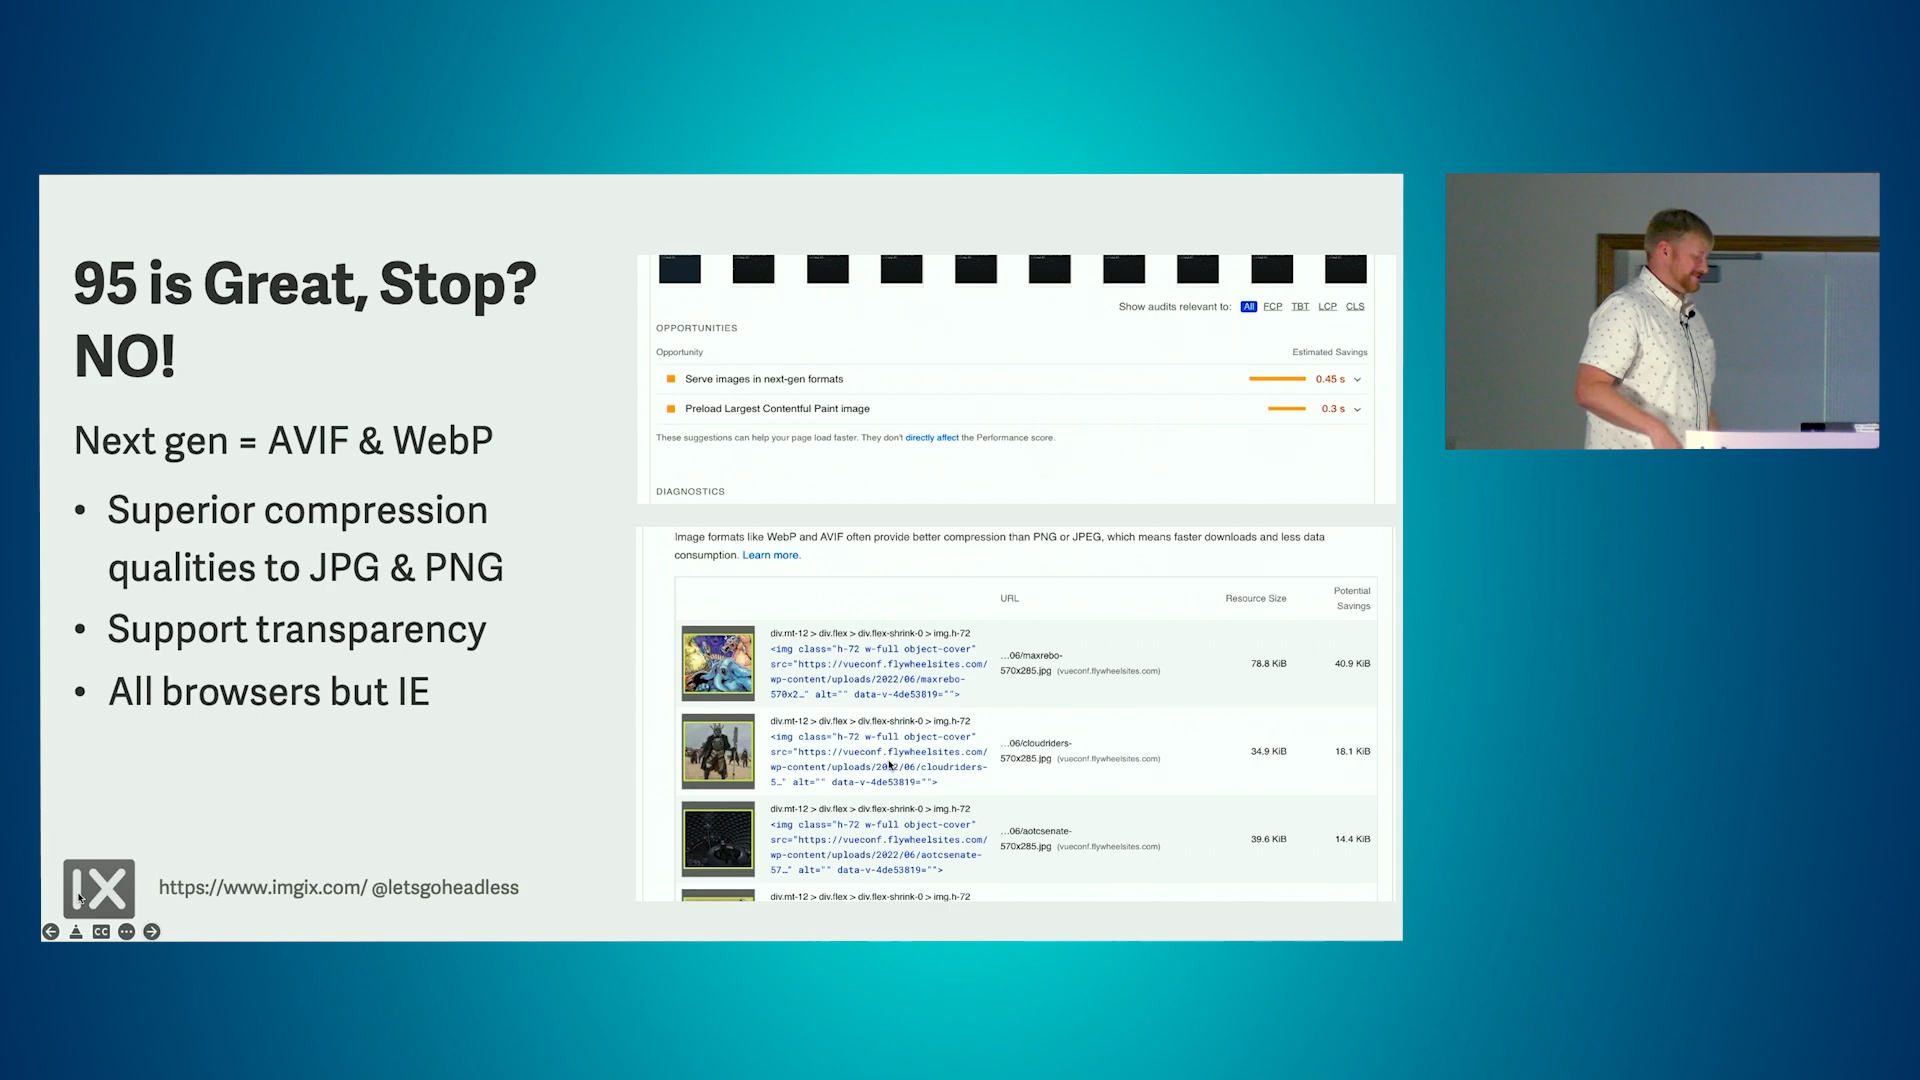 95 is Great, Stop?
NO!
Next gen = AVIF & WebP
• Superior compression
qualities to JPG & PNG
• Support transparency
• All browsers but IE
IX
https://www.imgix.com/ @letsgoheadless
CC
Show audits relevant to: All FCP TBT LCP CLS
OPPORTUNITIES
Opportunity Estimated Savings
Serve images in next-gen formats 0.45 s
Preload Largest Contentful Paint image 0.3 s
These suggestions can help your page load faster. They don't directly affect the Performance score.
DIAGNOSTICS
Image formats like WebP and AVIF often provide better compression than PNG or JPEG, which means faster downloads and less data
consumption. Learn more.
URL Resource Size Potential
Savings
div.mt-12 > div.flex > div.flex-shrink-0 > img.h-72
<img class="h-72 w-full object-cover"
src="https://vueconf.flywheelsites.com/
wp-content/uploads/2022/06/maxrebo-
570x2…" alt="" data-v-4de53819="">
…06/maxrebo-
570x285.jpg (vueconf.flywheelsites.com)
78.8 KiB 40.9 KiB
div.mt-12 > div.flex > div.flex-shrink-0 > img.h-72
<img class="h-72 w-full object-cover"
src="https://vueconf.flywheelsites.com/
wp-content/uploads/2022/06/cloudriders-
5…" alt="" data-v-4de53819="">
…06/cloudriders-
570x285.jpg (vueconf.flywheelsites.com)
34.9 KiB 18.1 KiB
div.mt-12 > div.flex > div.flex-shrink-0 > img.h-72
<img class="h-72 w-full object-cover"
src="https://vueconf.flywheelsites.com/
wp-content/uploads/2022/06/aotcsenate-
57…" alt="" data-v-4de53819="">
…06/aotcsenate-
570x285.jpg (vueconf.flywheelsites.com)
39.6 KiB 14.4 KiB
div.mt-12 > div.flex > div.flex-shrink-0 > img.h-72